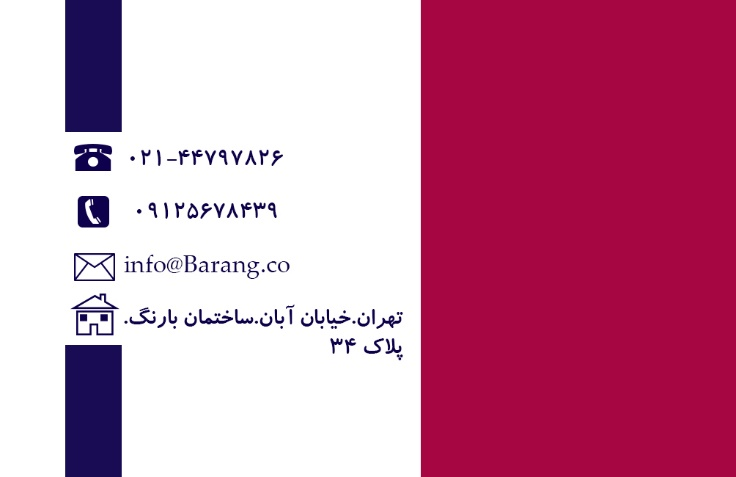 ۰۲۱-۴۴۷۹۷۸۲۶
۰۹۱۲۵۶۷۸۴۳۹
info@Barang.co
تهران.خیابان آبان.ساختمان بارنگ.
پلاک ۳۴